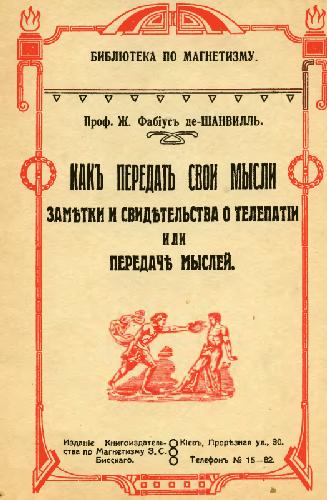 БИБЛІОТЕКА ПО МАГНЕТИЗМУ.
Проф. Ж. Фабіусъ де-ШАНВИЛЛЬ.
КАКЪ ПЕРЕДАТЬ СВОИ МЫСЛИ
ЗАМѢТКИ И СВИДѢТЕЛЬСТВА О ТЕЛЕПАТІИ
ИЛИ
ПЕРЕДАЧѢ МЫСЛЕЙ.
Изданіе Книгоиздатель-
ства по Магнетизму Э. С.
Бисскаго.
Кіевъ, Прорѣзная ул., 30.
Телефонъ № 15—82.